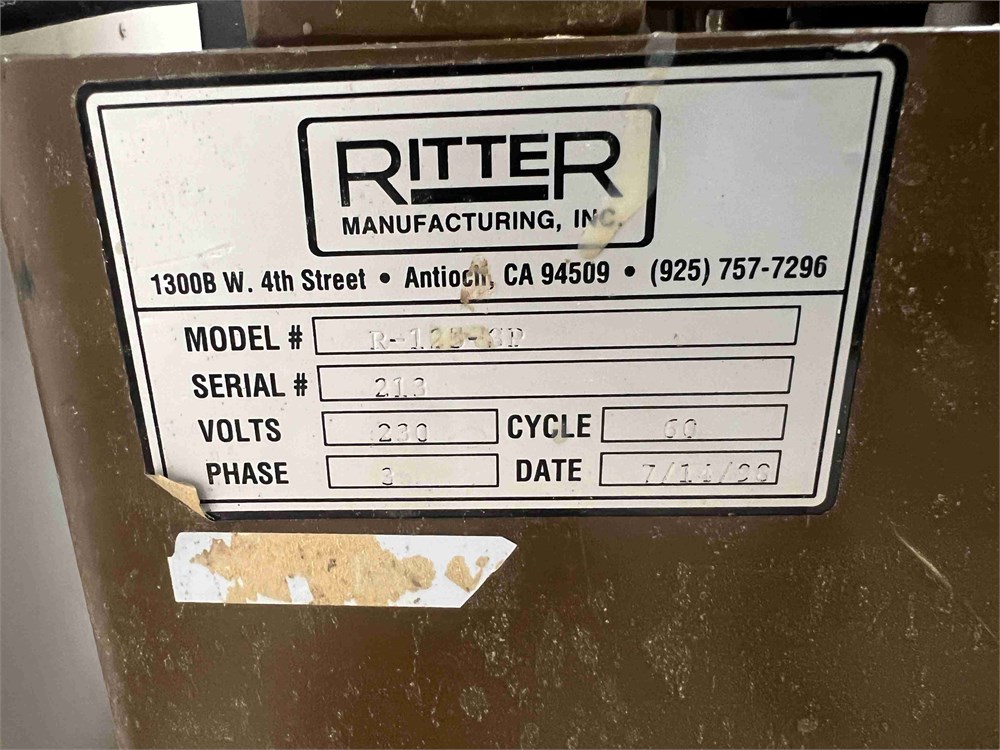 RITTER
MANUFACTURING, INC.
1300B W. 4th Street • Antioch, CA 94509 • (925) 757-7296
MODEL #
SERIAL # 213
VOLTS 230 CYCLE 60
PHASE 3 DATE